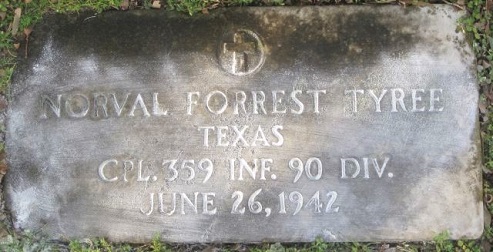 NORVAL FORREST TYREE
TEXAS
CPL. 359 INF. 90 DIV.
JUNE 26, 1942